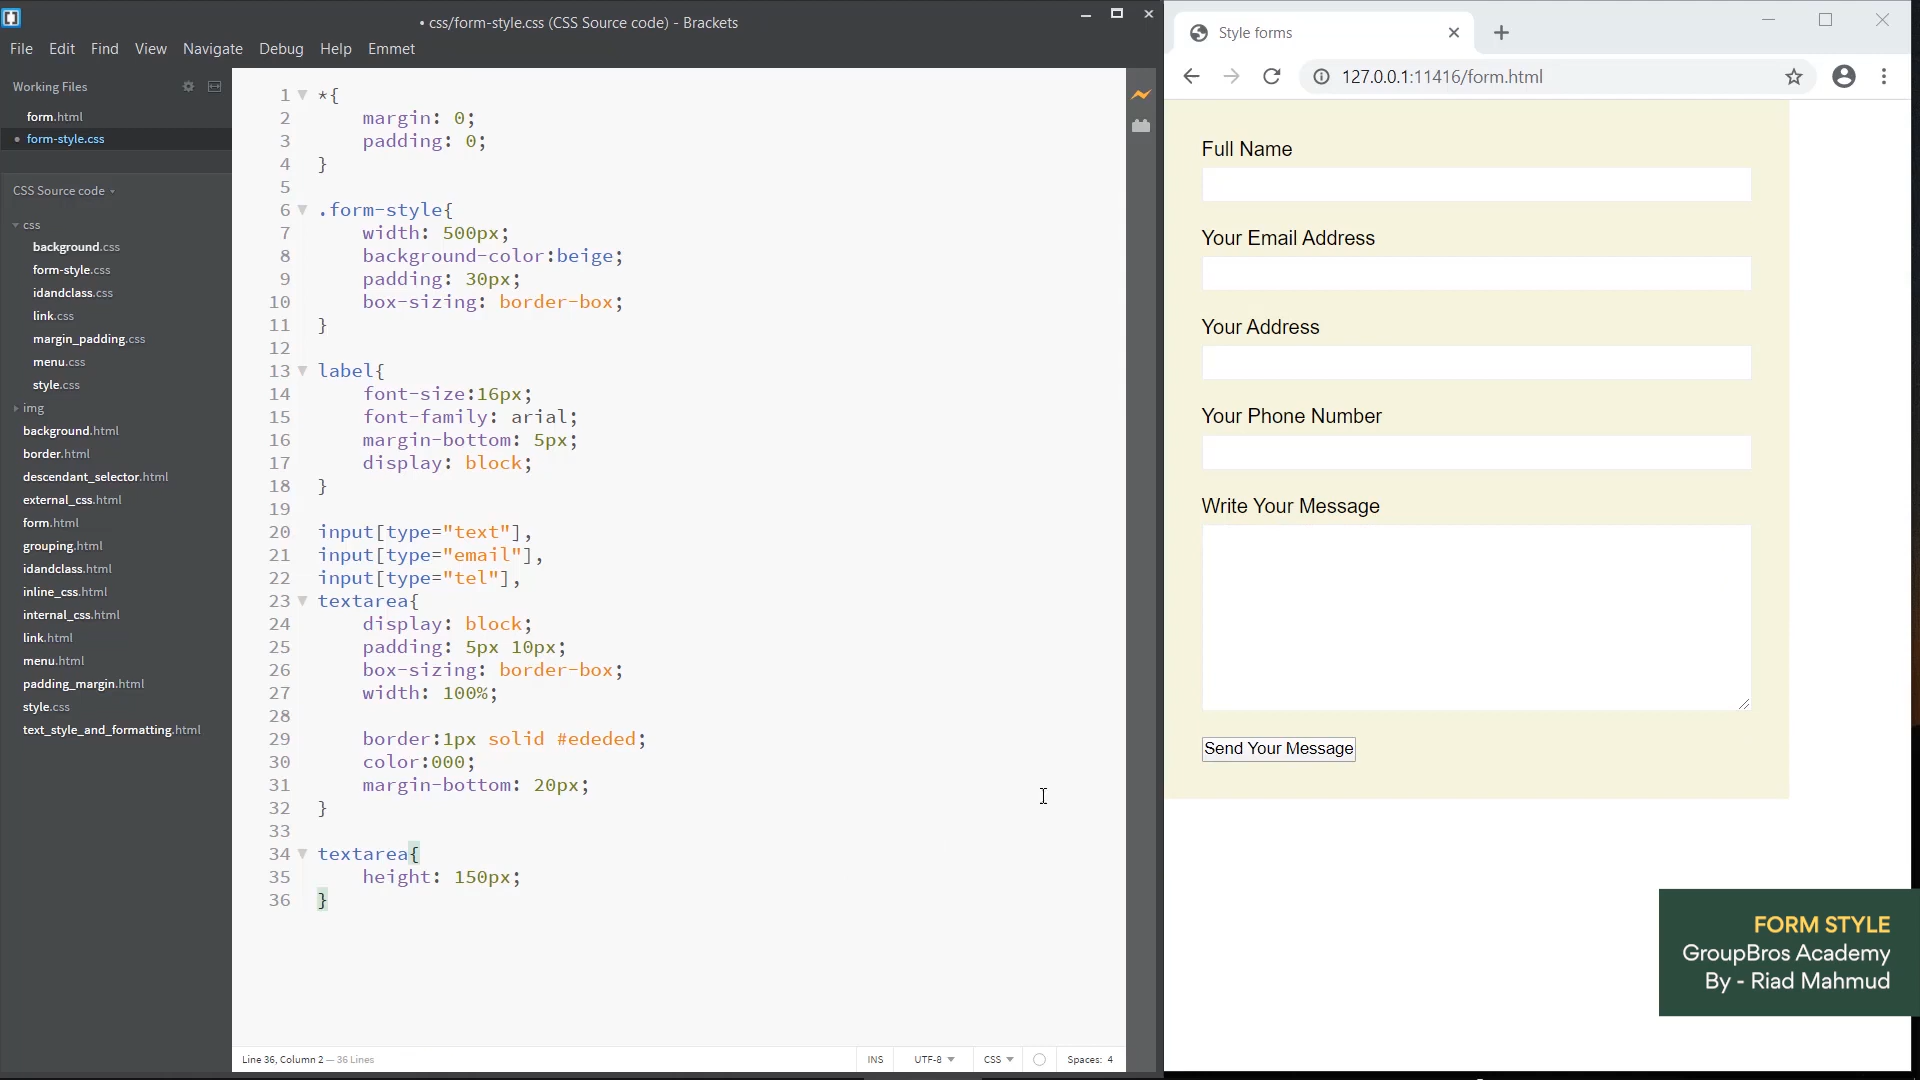 css/form-style.css (CSS Source code) - Brackets
File Edit Find View Navigate Debug Help Emmet
Working Files
form.html
form-style.css
CSS Source code
css
background.css
form-style.css
idandclass.css
link.css
margin_padding.css
menu.css
style.css
img
background.html
border.html
descendant_selector.html
external_css.html
form.html
grouping.html
idandclass.html
inline_css.html
internal_css.html
link.html
menu.html
padding_margin.html
style.css
text_style_and_formatting.html
1 *{
2 margin: 0;
3 padding: 0;
4 }
5
6 .form-style{
7 width: 500px;
8 background-color:beige;
9 padding: 30px;
10 box-sizing: border-box;
11 }
12
13 label{
14 font-size:16px;
15 font-family: arial;
16 margin-bottom: 5px;
17 display: block;
18 }
19
20 input[type="text"],
21 input[type="email"],
22 input[type="tel"],
23 textarea{
24 display: block;
25 padding: 5px 10px;
26 box-sizing: border-box;
27 width: 100%;
28
29 border:1px solid #ededed;
30 color:000;
31 margin-bottom: 20px;
32 }
33
34 textarea{
35 height: 150px;
36 }
Line 36, Column 2 — 36 Lines
INS UTF-8 CSS Spaces: 4
Style forms
127.0.0.1:11416/form.html
Full Name
Your Email Address
Your Address
Your Phone Number
Write Your Message
Send Your Message
FORM STYLE
GroupBros Academy
By - Riad Mahmud